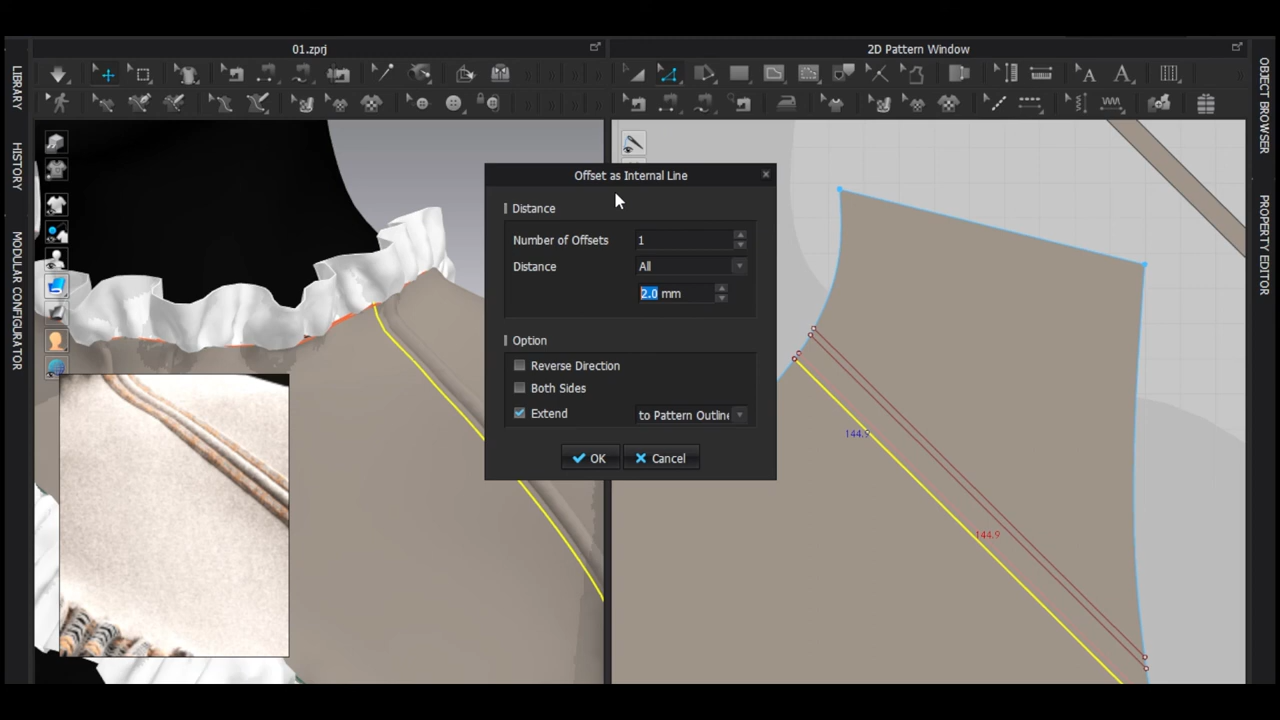 01.zprj
2D Pattern Window
LIBRARY
HISTORY
MODULAR CONFIGURATOR
OBJECT BROWSER
PROPERTY EDITOR
Offset as Internal Line
Distance
Number of Offsets 1
Distance All
2.0 mm
Option
Reverse Direction
Both Sides
Extend to Pattern Outline
OK Cancel
144.9
144.9